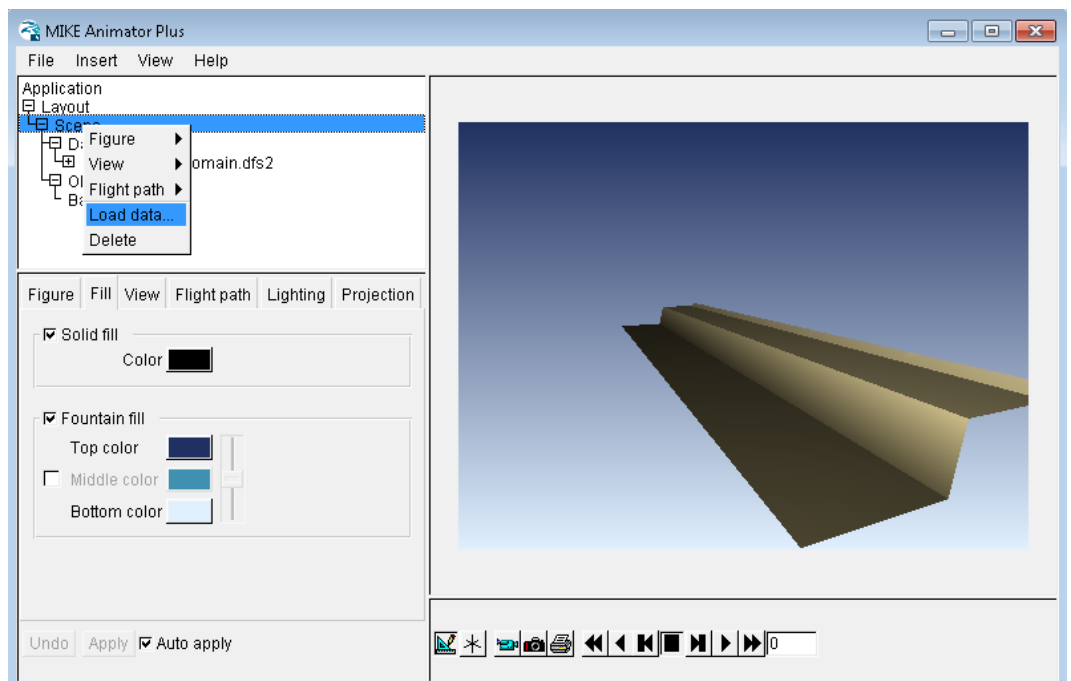 MIKE Animator Plus
File Insert View Help
Application
Layout
Scene
Figure
View
omain.dfs2
Flight path
Load data...
Delete
Figure Fill View Flight path Lighting Projection
Solid fill
Color
Fountain fill
Top color
Middle color
Bottom color
Undo Apply Auto apply
0